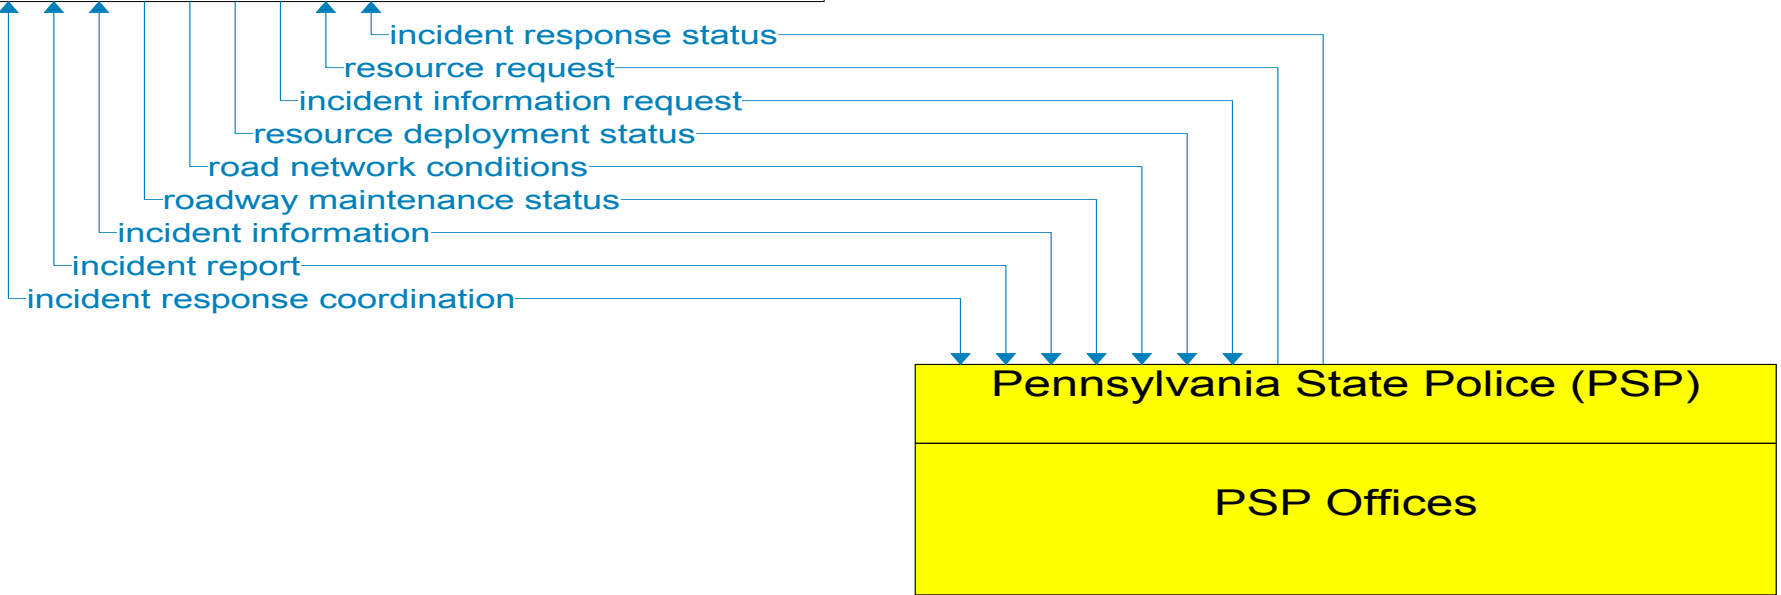 incident response status
resource request
incident information request
resource deployment status
road network conditions
roadway maintenance status
incident information
incident report
incident response coordination
Pennsylvania State Police (PSP)
PSP Offices